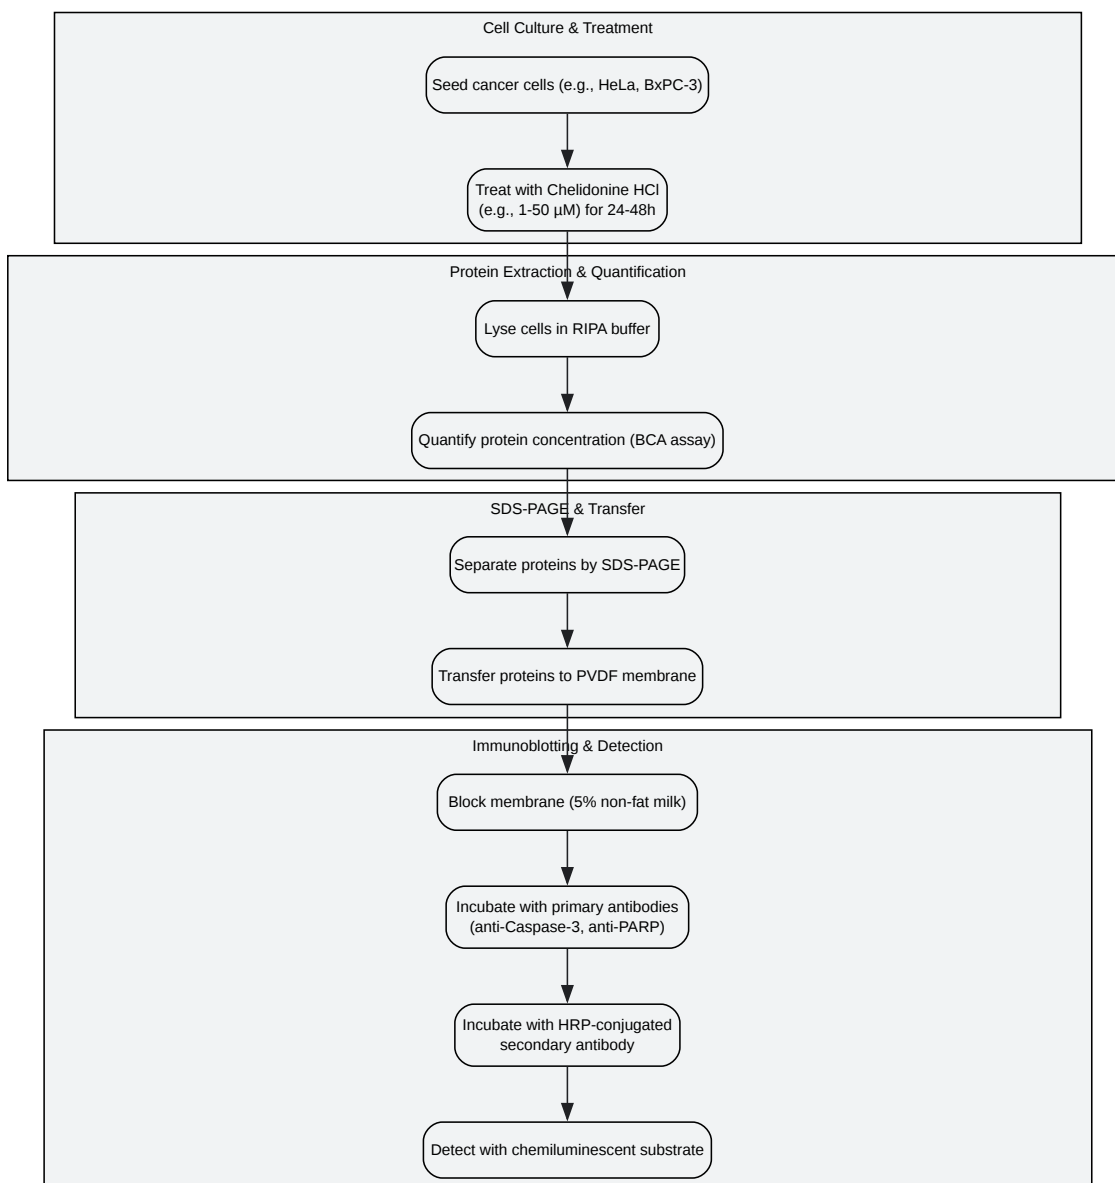 Cell Culture & Treatment
Seed cancer cells (e.g., HeLa, BxPC-3)
Treat with Chelidonine HCl
(e.g., 1-50 µM) for 24-48h
Protein Extraction & Quantification
Lyse cells in RIPA buffer
Quantify protein concentration (BCA assay)
SDS-PAGE & Transfer
Separate proteins by SDS-PAGE
Transfer proteins to PVDF membrane
Immunoblotting & Detection
Block membrane (5% non-fat milk)
Incubate with primary antibodies
(anti-Caspase-3, anti-PARP)
Incubate with HRP-conjugated
secondary antibody
Detect with chemiluminescent substrate